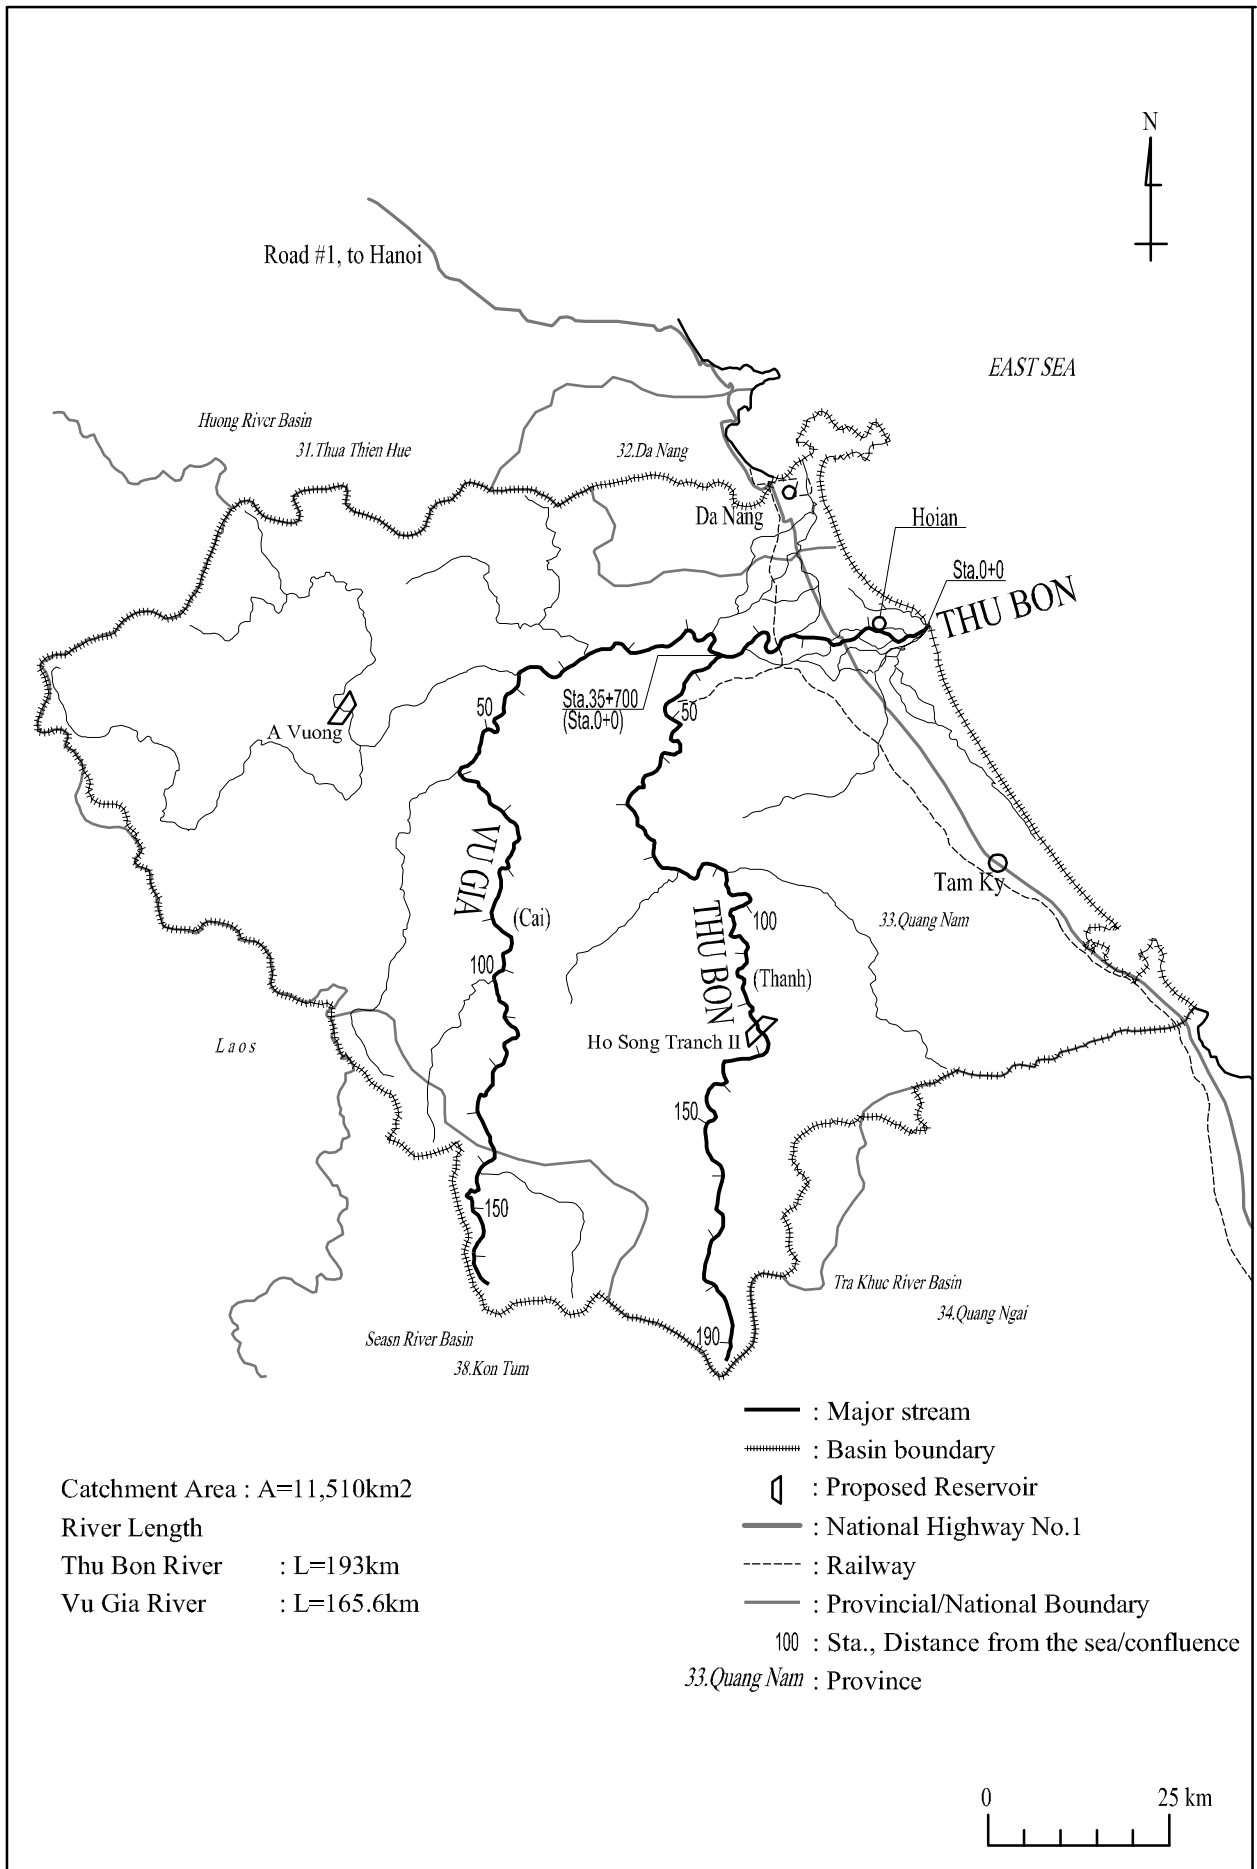 N
Road #1, to Hanoi
EAST SEA
Huong River Basin
31.Thua Thien Hue
32.Da Nang
Da Nang
Hoian
Sta.0+0
THU BON
Sta.35+700
(Sta.0+0)
50
50
A Vuong
VU GIA
(Cai)
100
Tam Ky
33.Quang Nam
THU BON
100
(Thanh)
Ho Song Tranch II
Laos
150
150
190
Tra Khuc River Basin
34.Quang Ngai
Seasn River Basin
38.Kon Tum
Catchment Area : A=11,510km2
River Length
Thu Bon River : L=193km
Vu Gia River : L=165.6km
: Major stream
: Basin boundary
: Proposed Reservoir
: National Highway No.1
: Railway
: Provincial/National Boundary
100 : Sta., Distance from the sea/confluence
33.Quang Nam : Province
0 25 km